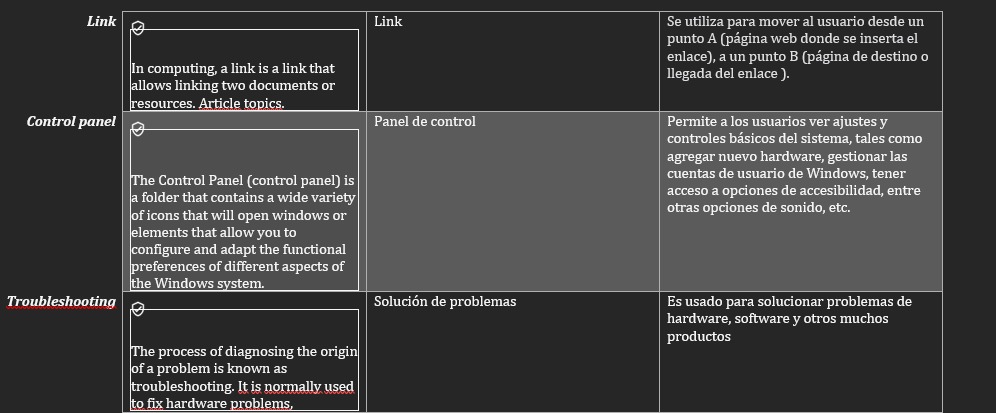 Link
In computing, a link is a link that
allows linking two documents or
resources. Article topics.
Link
Se utiliza para mover al usuario desde un
punto A (página web donde se inserta el
enlace), a un punto B (página de destino o
llegada del enlace ).
Control panel
The Control Panel (control panel) is
a folder that contains a wide variety
of icons that will open windows or
elements that allow you to
configure and adapt the functional
preferences of different aspects of
the Windows system.
Panel de control
Permite a los usuarios ver ajustes y
controles básicos del sistema, tales como
agregar nuevo hardware, gestionar las
cuentas de usuario de Windows, tener
acceso a opciones de accesibilidad, entre
otras opciones de sonido, etc.
Troubleshooting
The process of diagnosing the origin
of a problem is known as
troubleshooting. It is normally used
to fix hardware problems,
Solución de problemas
Es usado para solucionar problemas de
hardware, software y otros muchos
productos